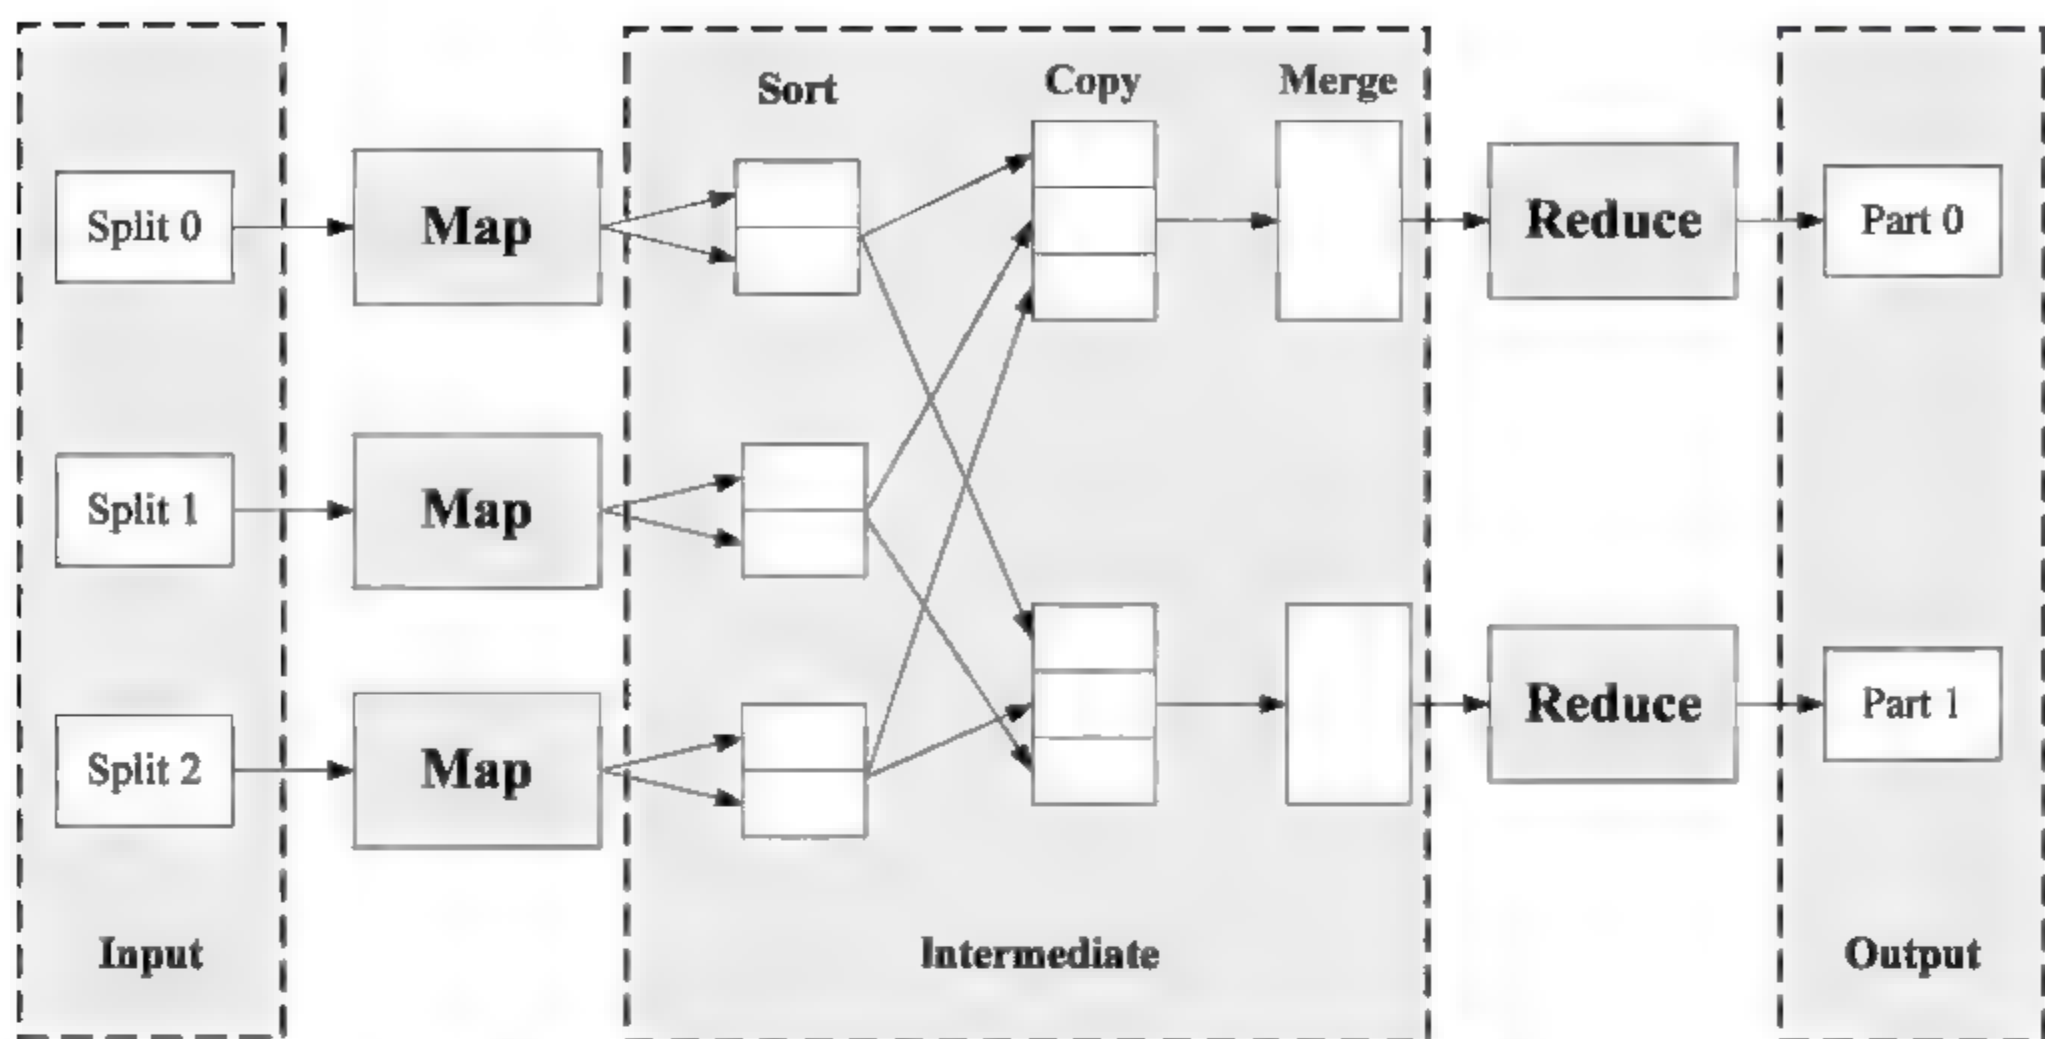 Sort
Copy
Merge
Split 0
Map
Reduce
Part 0
Split 1
Map
Split 2
Map
Reduce
Part 1
Input
Intermediate
Output